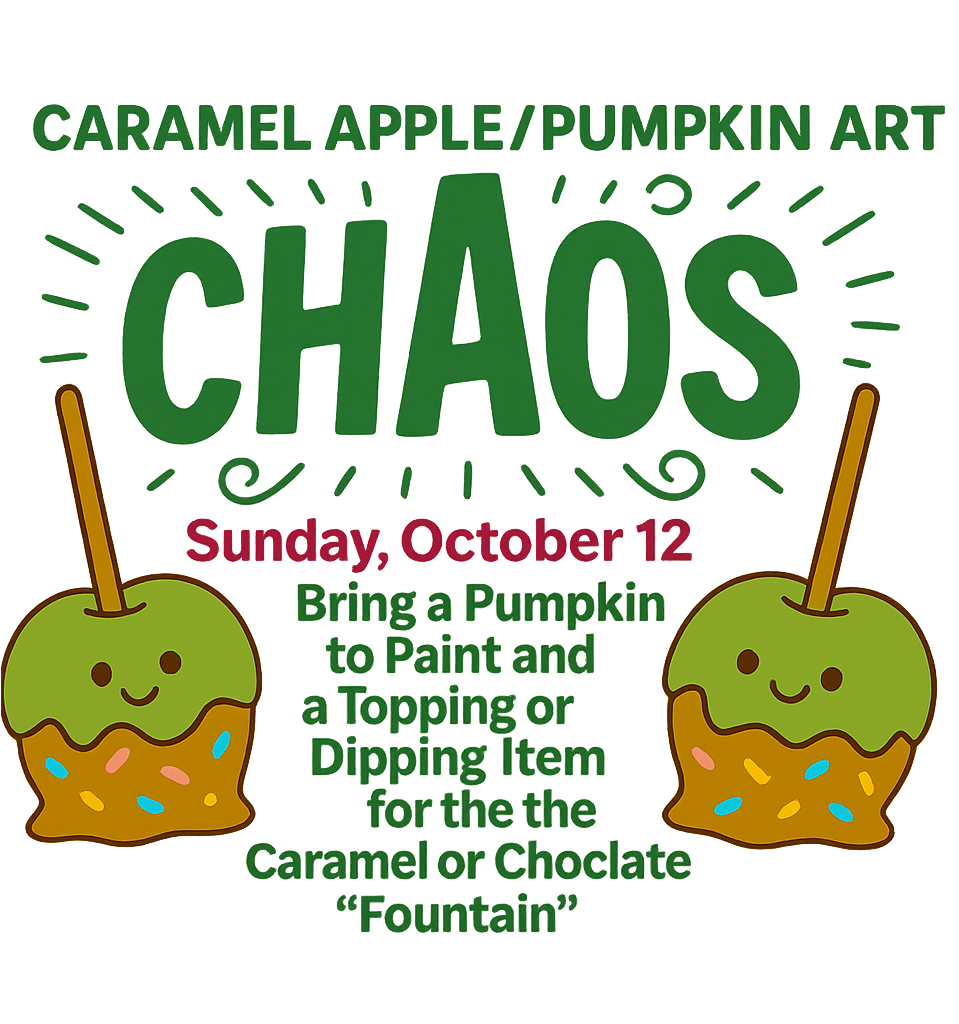 CARAMEL APPLE/PUMPKIN ART
CHAOS
Sunday, October 12
Bring a Pumpkin
to Paint and
a Topping or
Dipping Item
for the the
Caramel or Choclate
“Fountain”